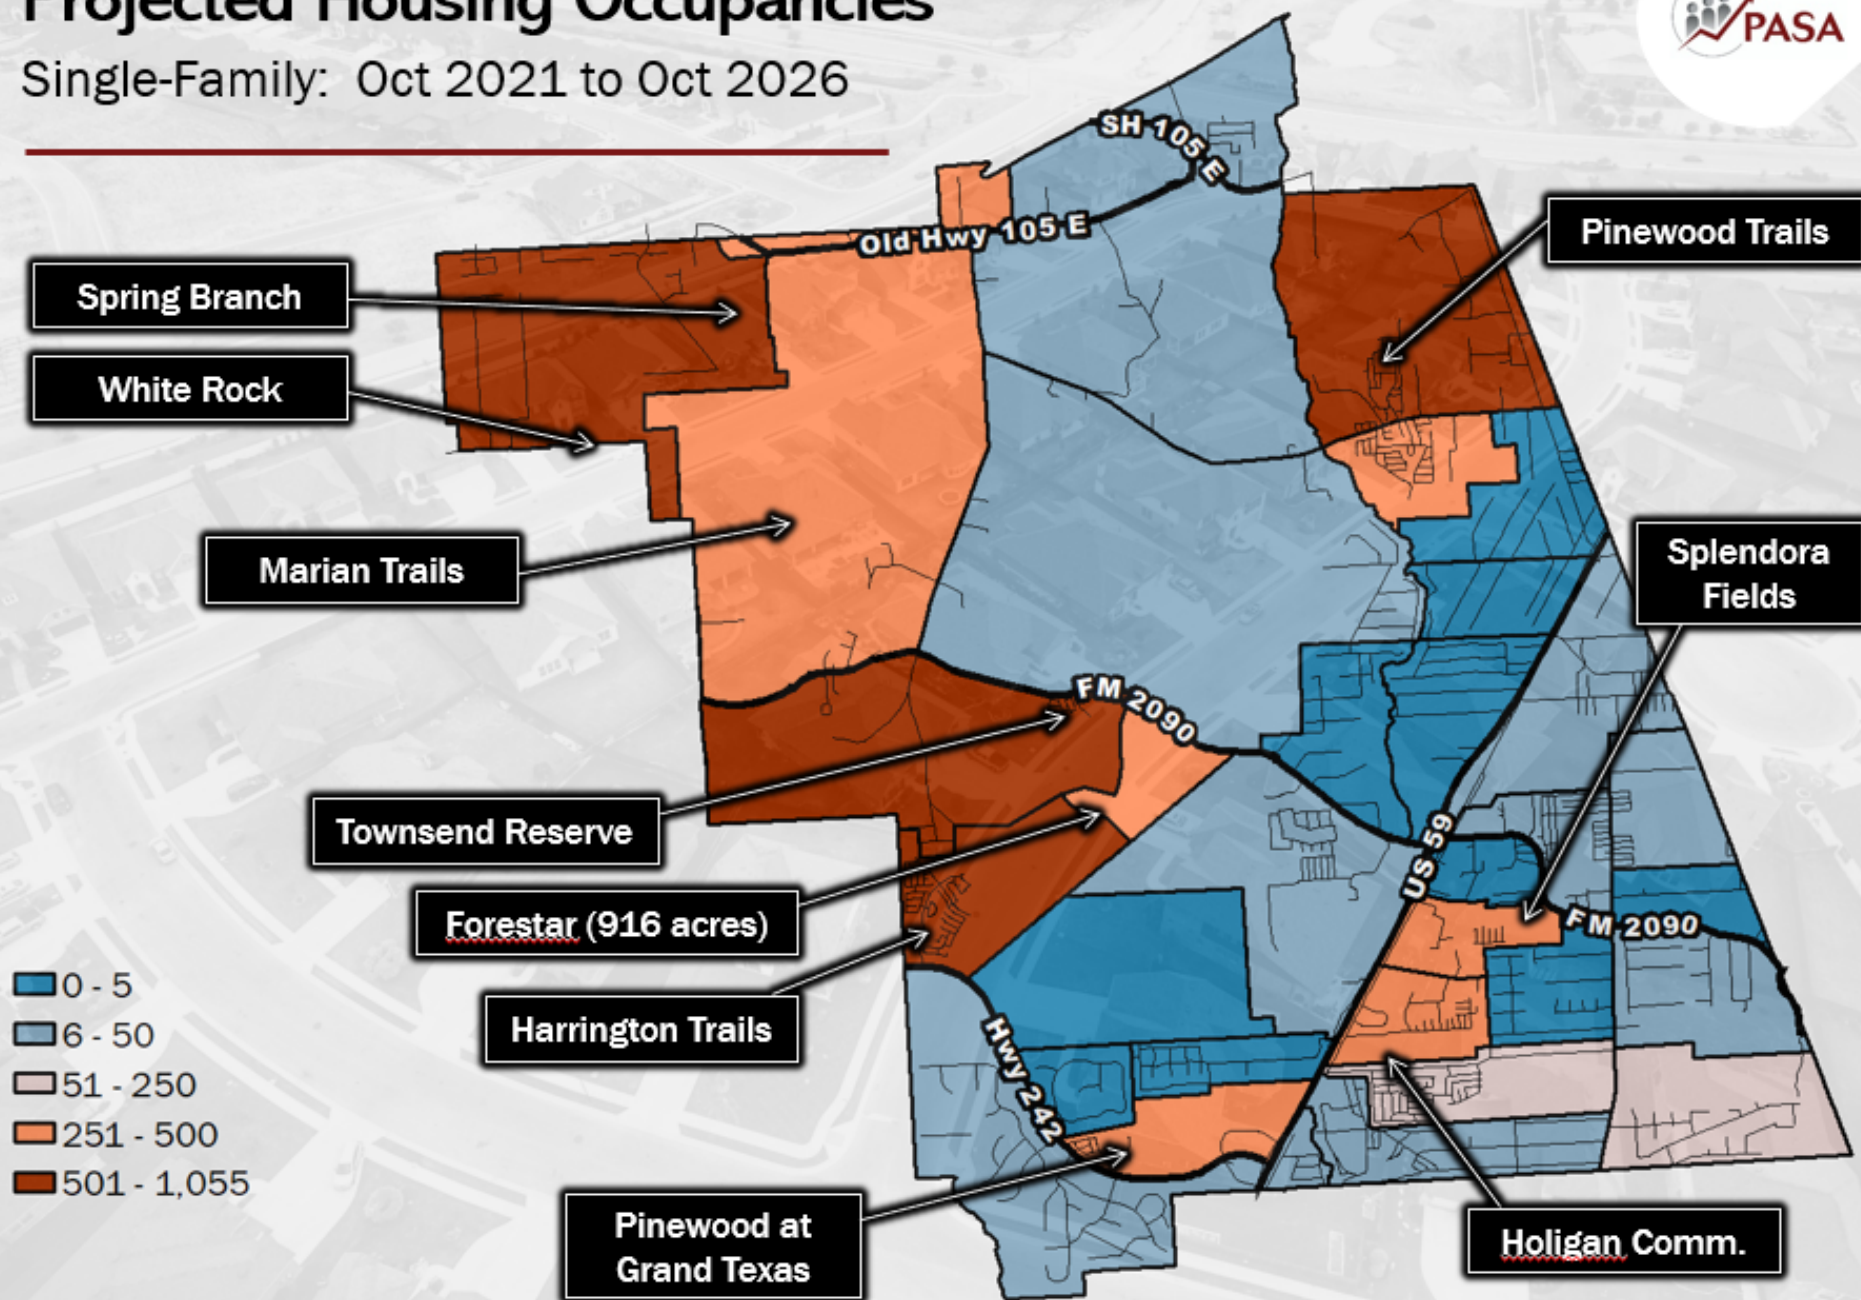 Projected Housing Occupancies
Single-Family: Oct 2021 to Oct 2026
PASA
SH 105 E
Old Hwy 105 E
Pinewood Trails
Spring Branch
White Rock
Marian Trails
Splendora
Fields
FM 2090
Townsend Reserve
US 59
Forestar (916 acres)
FM 2090
Harrington Trails
Hwy 242
0 - 5
6 - 50
51 - 250
251 - 500
501 - 1,055
Pinewood at
Grand Texas
Holigan Comm.